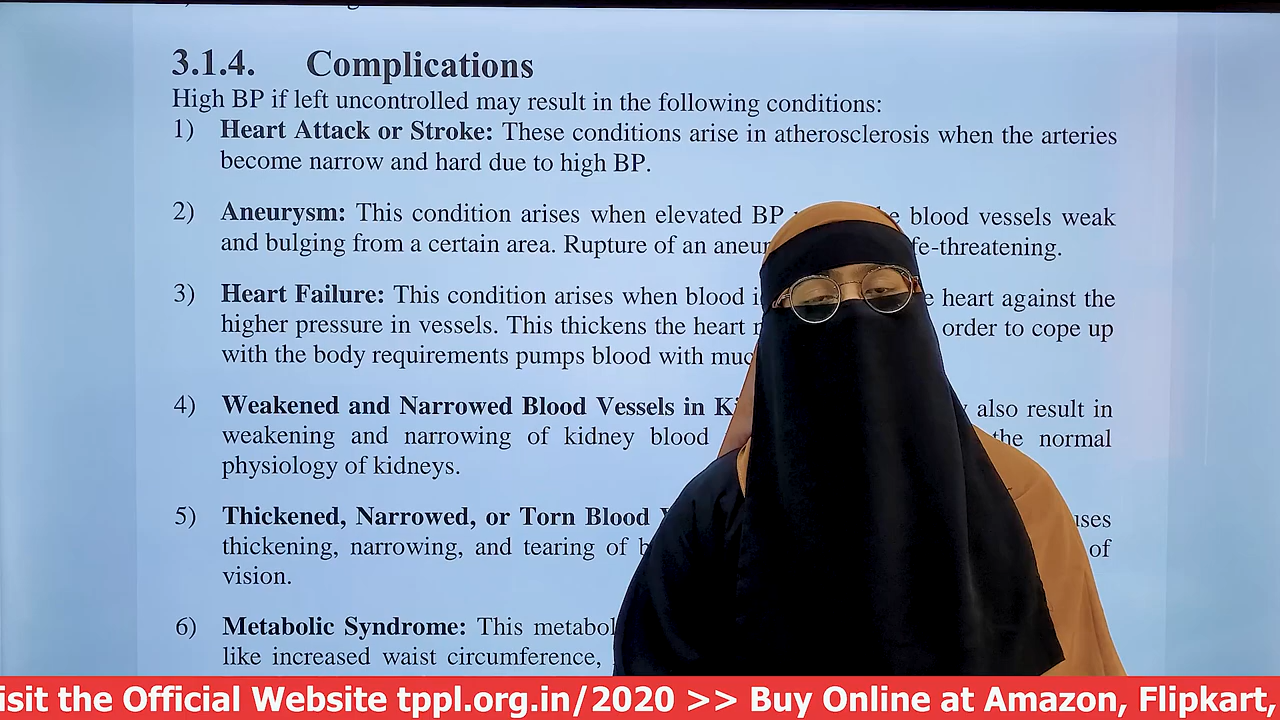 3.1.4. Complications
High BP if left uncontrolled may result in the following conditions:
1) Heart Attack or Stroke: These conditions arise in atherosclerosis when the arteries
become narrow and hard due to high BP.
2) Aneurysm: This condition arises when elevated BP blood vessels weak
and bulging from a certain area. Rupture of an aneur fe-threatening.
3) Heart Failure: This condition arises when blood heart against the
higher pressure in vessels. This thickens the heart order to cope up
with the body requirements pumps blood with muc
4) Weakened and Narrowed Blood Vessels in Ki also result in
weakening and narrowing of kidney blood the normal
physiology of kidneys.
5) Thickened, Narrowed, or Torn Blood uses
thickening, narrowing, and tearing of of
vision.
6) Metabolic Syndrome: This metabol
like increased waist circumference,
isit the Official Website tppl.org.in/2020 >> Buy Online at Amazon, Flipkart,